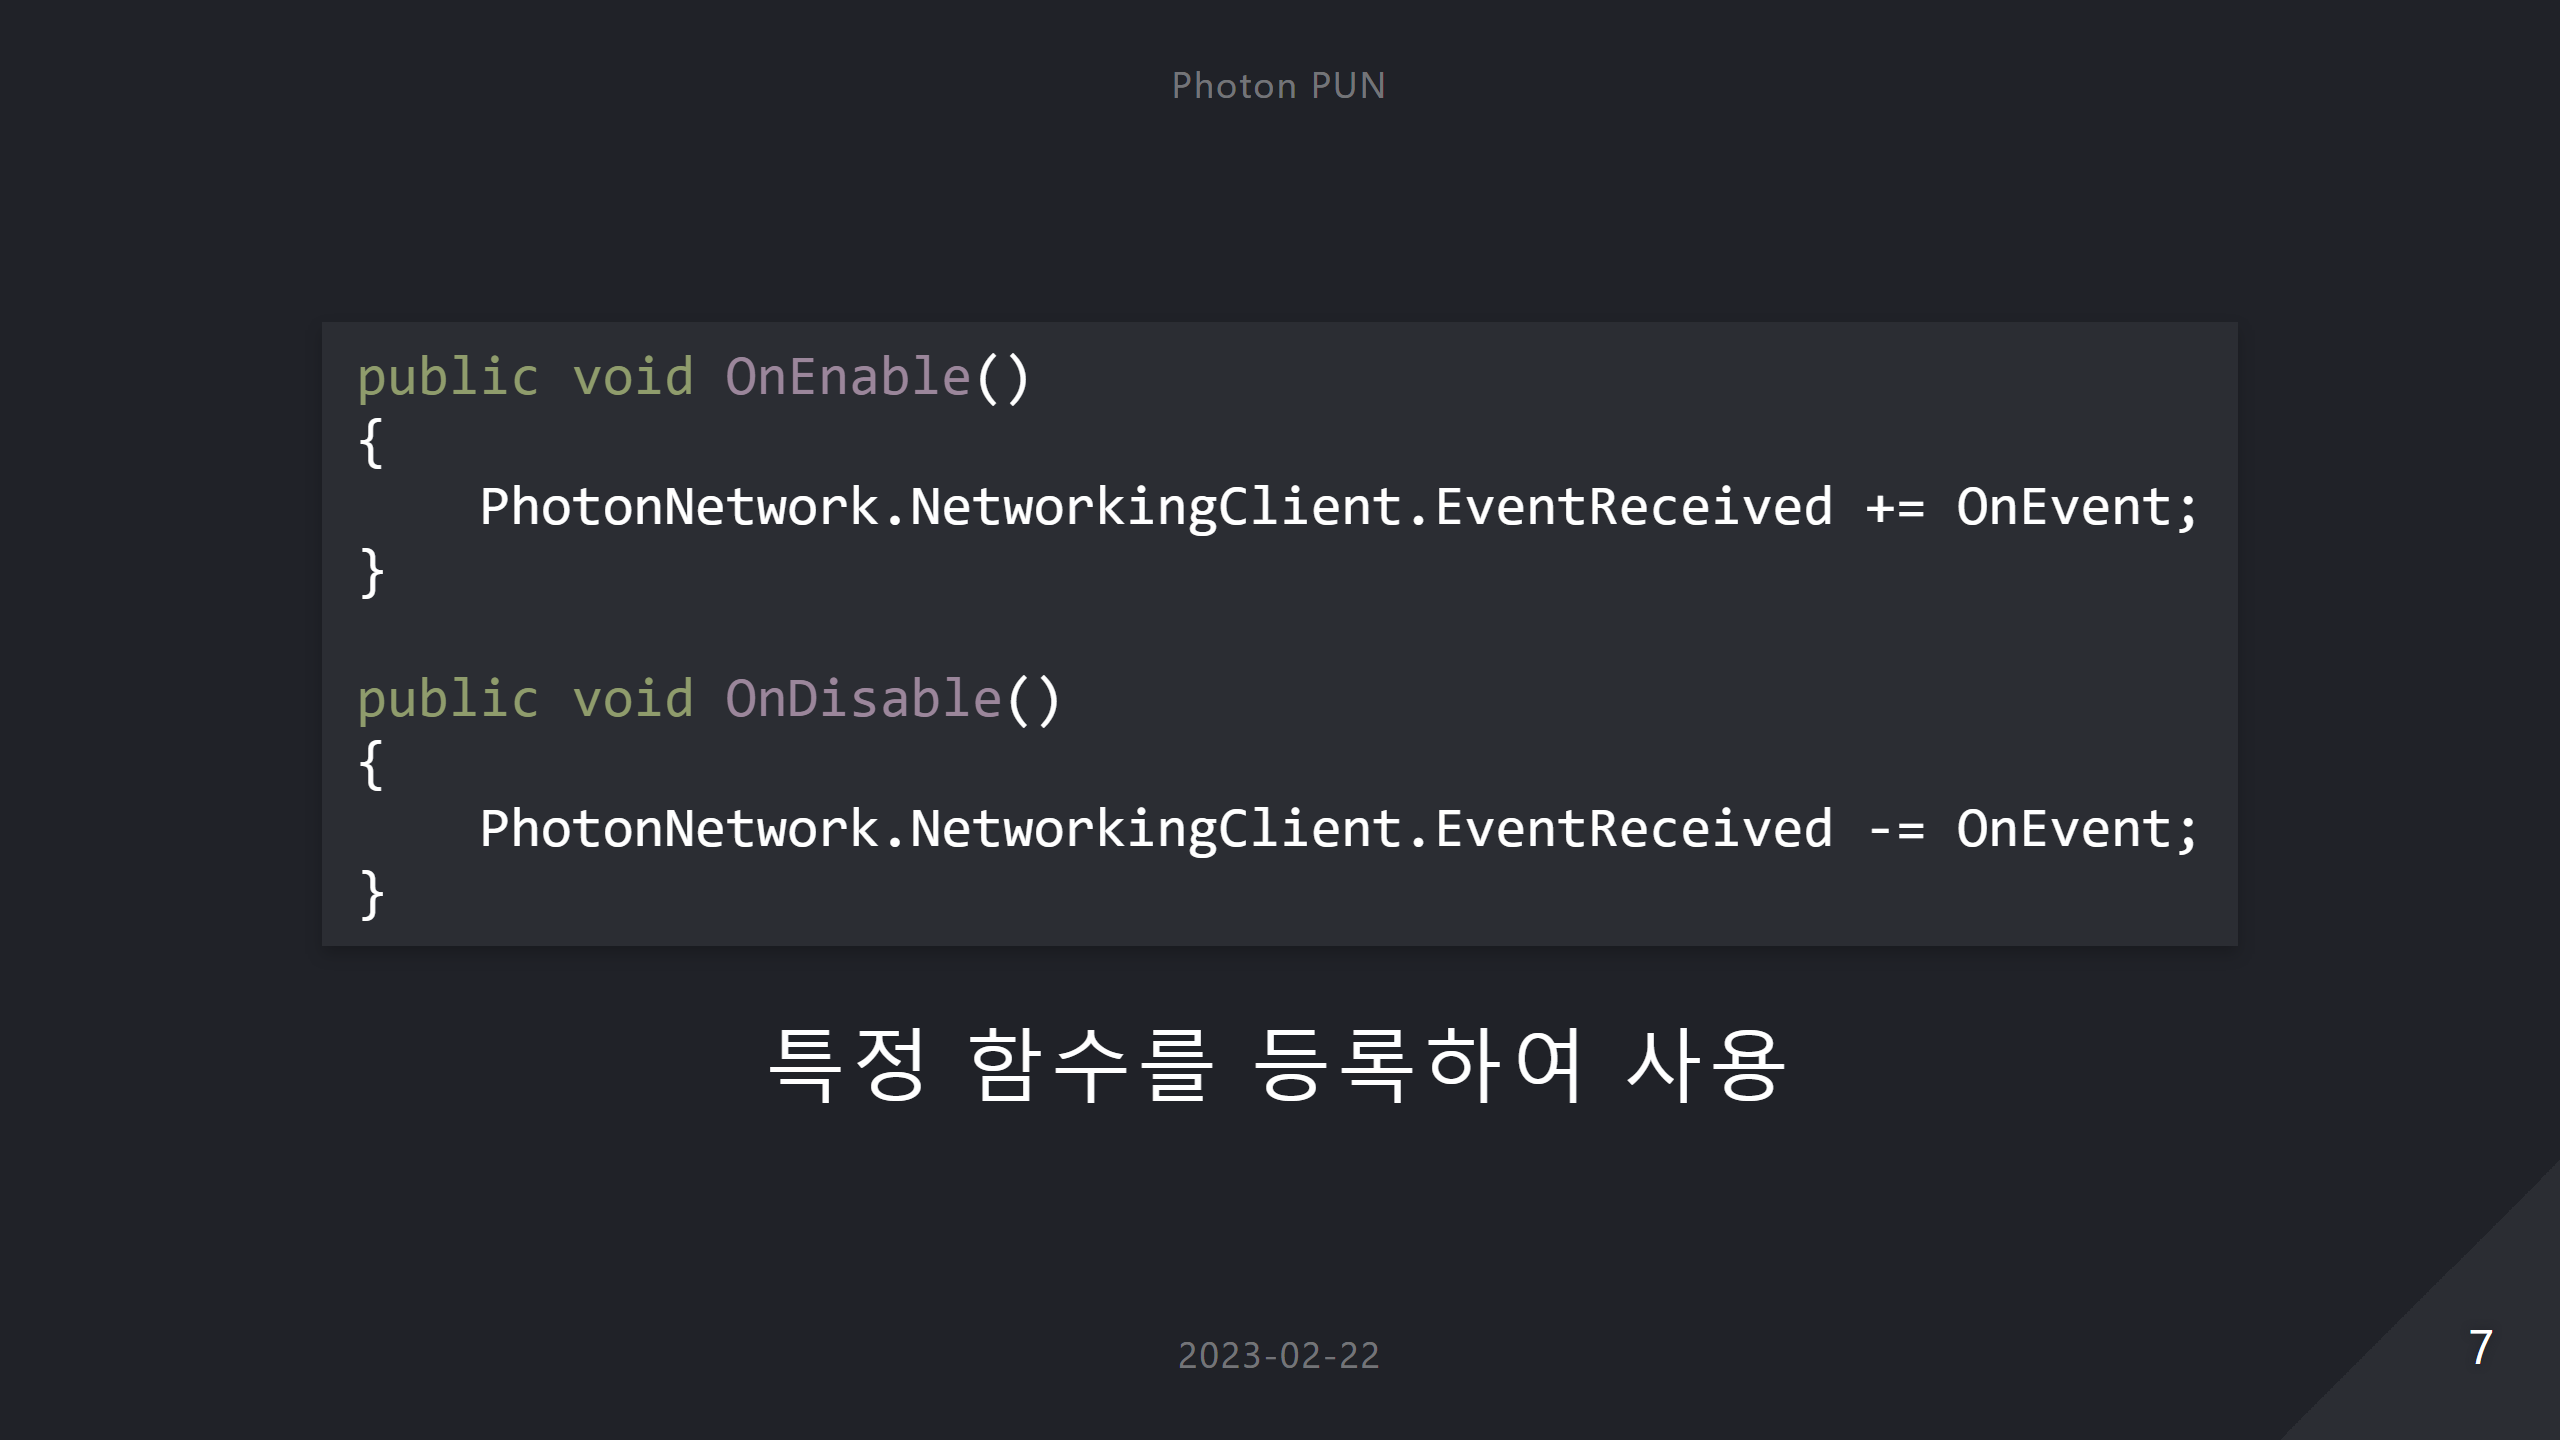 Photon PUN
public void OnEnable()
{
    PhotonNetwork.NetworkingClient.EventReceived += OnEvent;
}
public void OnDisable()
{
    PhotonNetwork.NetworkingClient.EventReceived -= OnEvent;
}
특정 함수를 등록하여 사용
2023-02-22
7